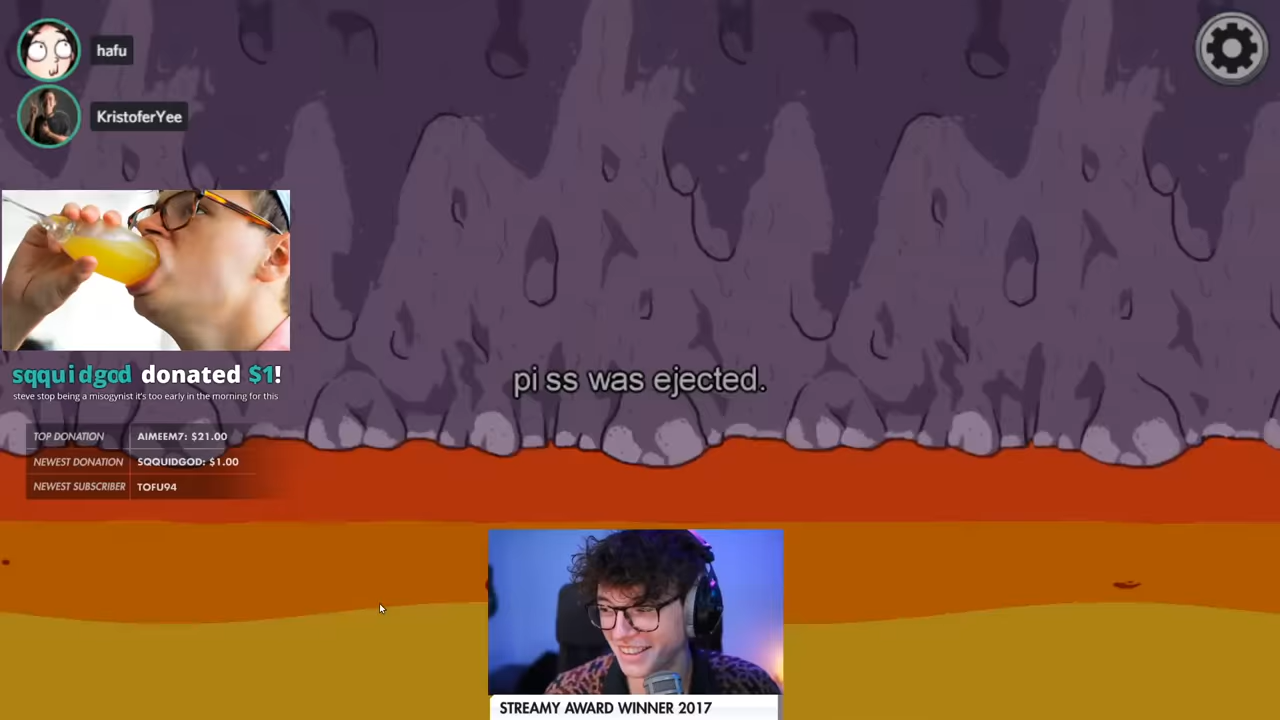 hafu
KristoferYee
sqquidgod donated $1!
steve stop being a misogynist it's too early in the morning for this
TOP DONATION AIMEEM7: $21.00
NEWEST DONATION SQQUIDGOD: $1.00
NEWEST SUBSCRIBER TOFU94
pi ss was ejected.
STREAMY AWARD WINNER 2017